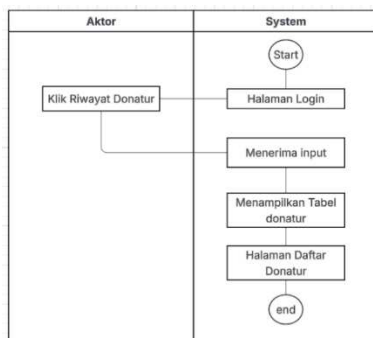 Aktor
System
Start
Klik Riwayat Donatur
Halaman Login
Menerima input
Menampilkan Tabel
donatur
Halaman Daftar
Donatur
end